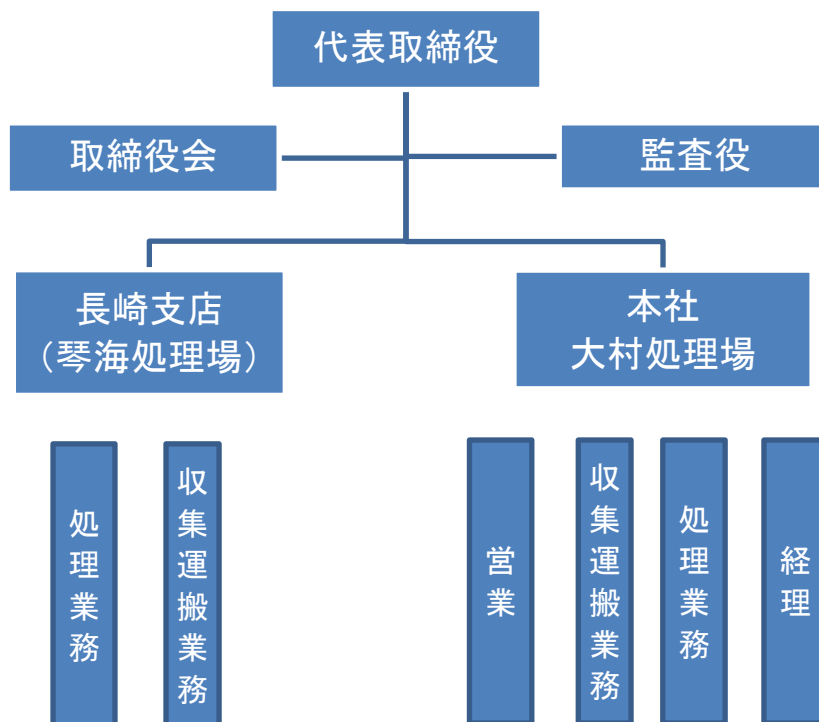 代表取締役
取締役会
監査役
長崎支店
（琴海処理場）
本社
大村処理場
処理業務
収集運搬業務
営業
収集運搬業務
処理業務
経理